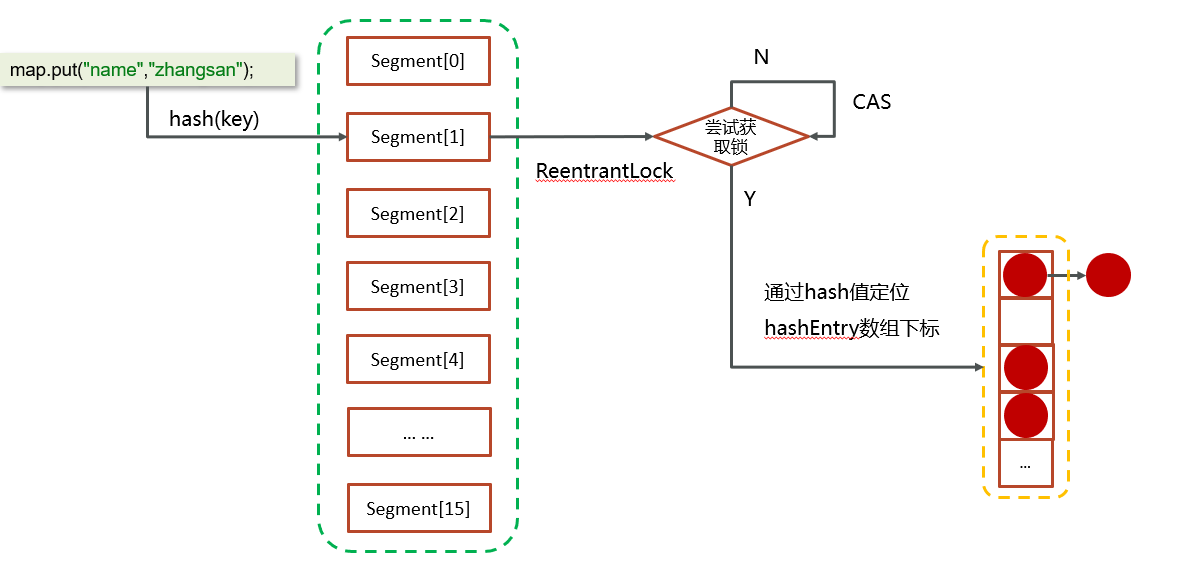 map.put("name","zhangsan");
hash(key)
Segment[0]
Segment[1]
Segment[2]
Segment[3]
Segment[4]
... ...
Segment[15]
ReentrantLock
尝试获
取锁
N
CAS
Y
通过hash值定位
hashEntry数组下标
...